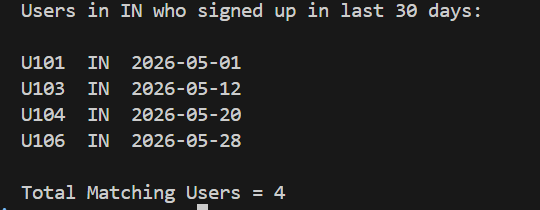 Users in IN who signed up in last 30 days:
U101  IN  2026-05-01
U103  IN  2026-05-12
U104  IN  2026-05-20
U106  IN  2026-05-28
Total Matching Users = 4